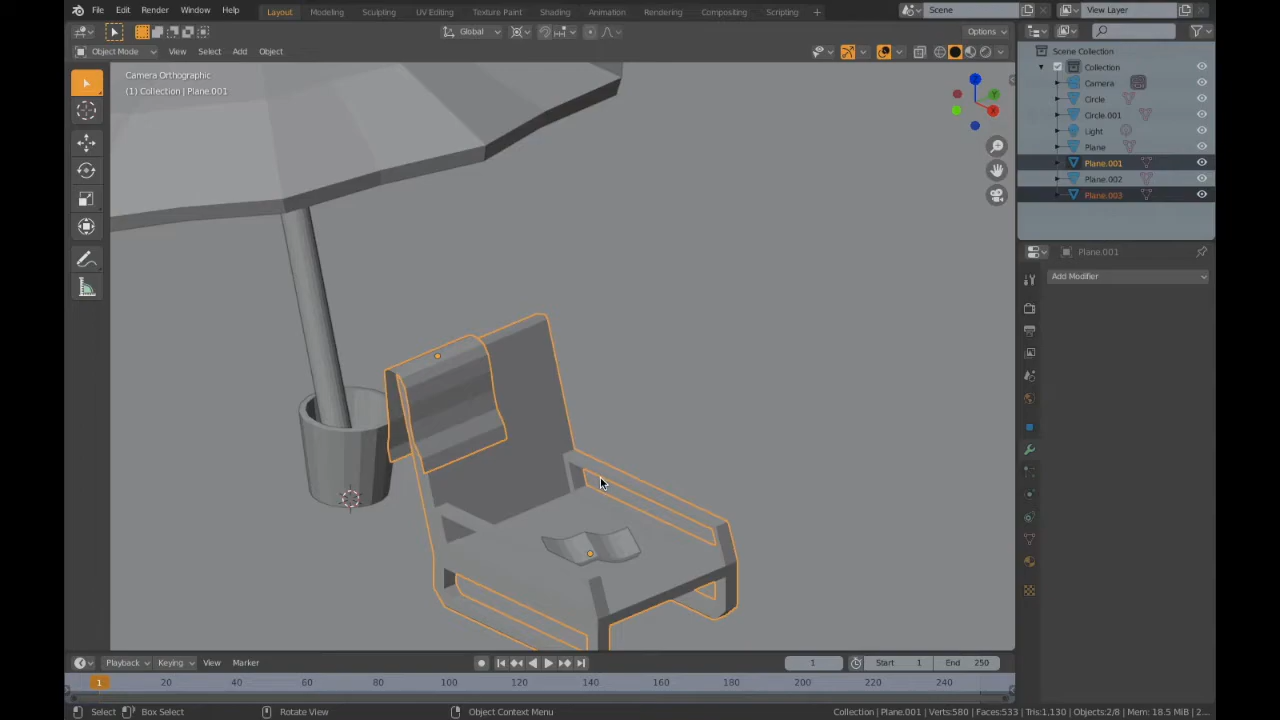 File Edit Render Window Help Layout Modeling Sculpting UV Editing Texture Paint Shading Animation Rendering Compositing Scripting + Scene View Layer
Global Options
Object Mode View Select Add Object
Camera Orthographic
(1) Collection | Plane.001
Scene Collection
Collection
Camera
Circle
Circle.001
Light
Plane
Plane.001
Plane.002
Plane.003
Plane.001
Add Modifier
Playback Keying View Marker 1 Start 1 End 250
1 20 40 60 80 100 120 140 160 180 200 220 240
Select Box Select Rotate View Object Context Menu Collection | Plane.001 | Verts:580 | Faces:533 | Tris:1,130 | Objects:2/8 | Mem: 18.5 MiB | 2...